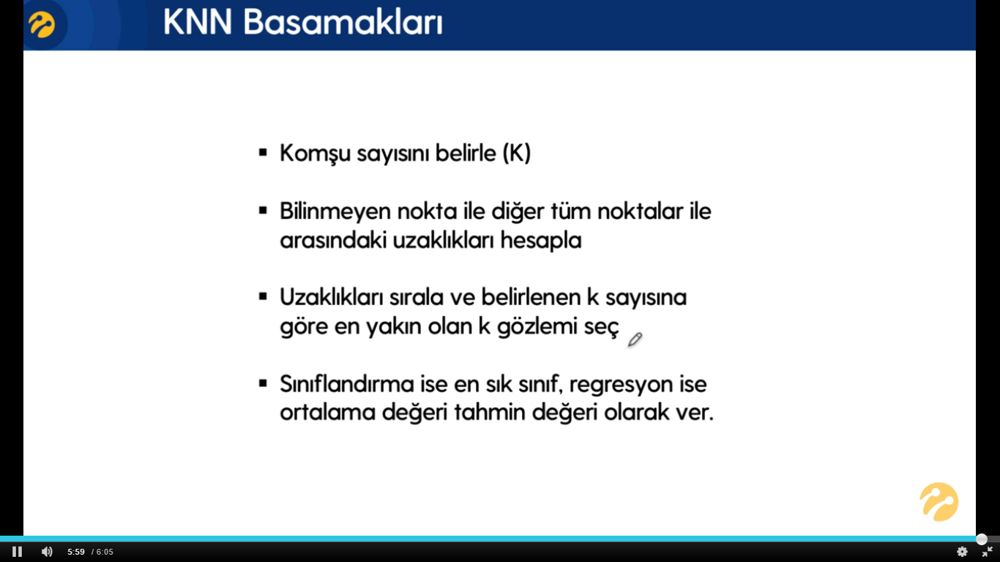 KNN Basamakları
▪ Komşu sayısını belirle (K)
▪ Bilinmeyen nokta ile diğer tüm noktalar ile
arasındaki uzaklıkları hesapla
▪ Uzaklıkları sırala ve belirlenen k sayısına
göre en yakın olan k gözlemi seç
▪ Sınıflandırma ise en sık sınıf, regresyon ise
ortalama değeri tahmin değeri olarak ver.
5:59 / 6:05